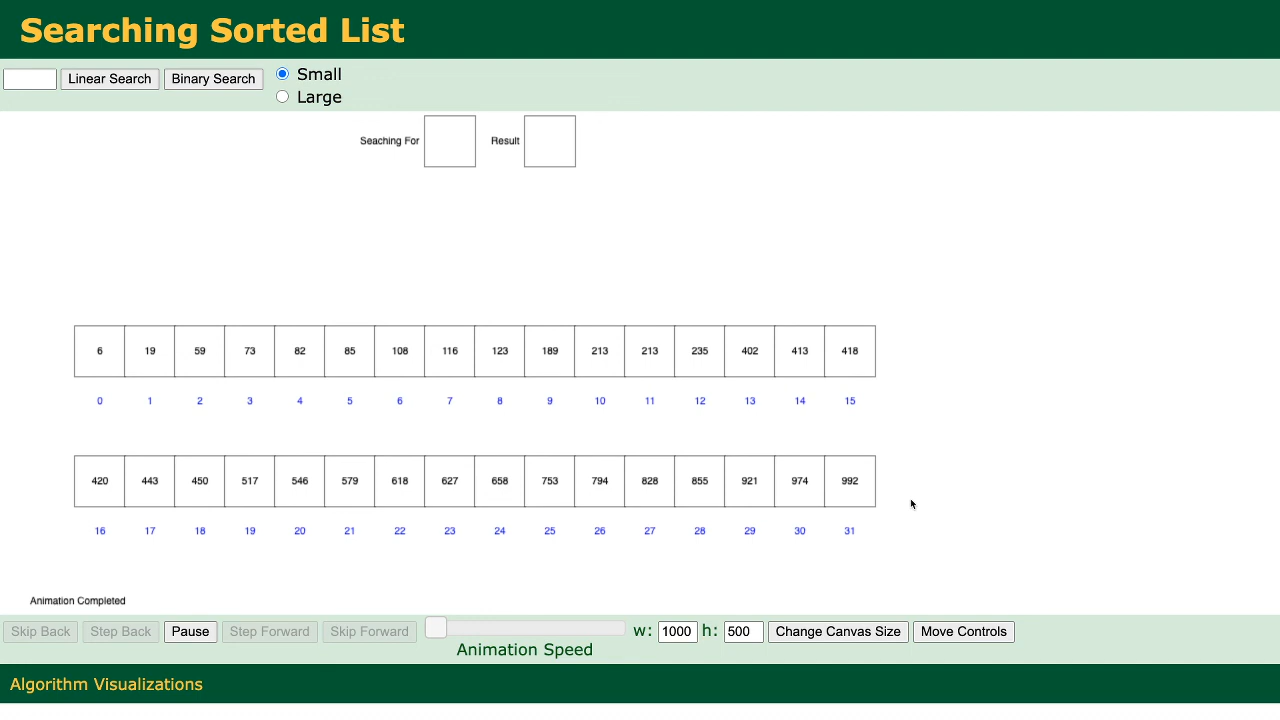 Searching Sorted List
Linear Search Binary Search Small
Large
Seaching For Result
6 19 59 73 82 85 108 116 123 189 213 213 235 402 413 418
0 1 2 3 4 5 6 7 8 9 10 11 12 13 14 15
420 443 450 517 546 579 618 627 658 753 794 828 855 921 974 992
16 17 18 19 20 21 22 23 24 25 26 27 28 29 30 31
Animation Completed
Skip Back Step Back Pause Step Forward Skip Forward w: 1000 h: 500 Change Canvas Size Move Controls
Animation Speed
Algorithm Visualizations